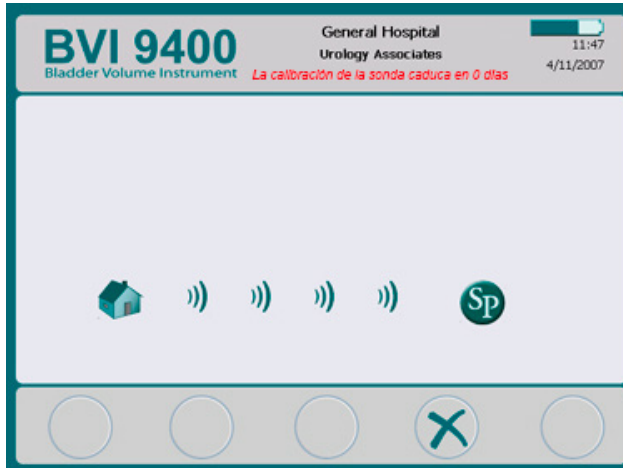 BVI 9400
Bladder Volume Instrument
General Hospital
Urology Associates
La calibración de la sonda caduca en 0 días
11:47
4/11/2007
SP